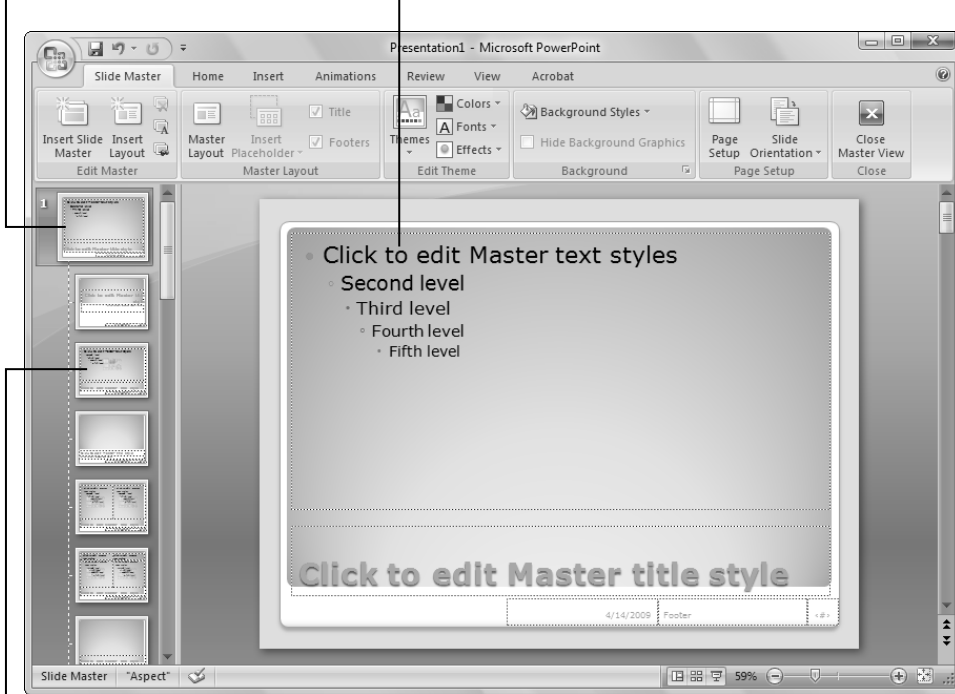 Presentation1 - Microsoft PowerPoint
Slide Master Home Insert Animations Review View Acrobat
Insert Slide Master
Insert Layout
Edit Master
Master Layout
Insert Placeholder
Title
Footers
Master Layout
Themes
Colors
Fonts
Effects
Edit Theme
Background Styles
Hide Background Graphics
Background
Page Setup
Slide Orientation
Page Setup
Close Master View
Close
1
Click to edit Master text styles
Second level
Third level
Fourth level
Fifth level
Click to edit Master title style
4/14/2009 Footer ‹#›
Slide Master "Aspect" 59%